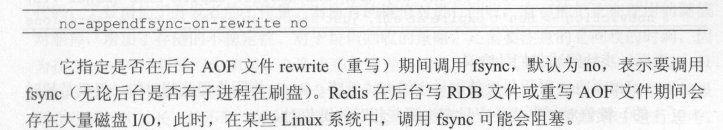 no-appendfsync-on-rewrite no
它指定是否在后台 AOF 文件 rewrite（重写）期间调用 fsync，默认为 no，表示要调用
fsync（无论后台是否有子进程在刷盘）。Redis 在后台写 RDB 文件或重写 AOF 文件期间会
存在大量磁盘 I/O，此时，在某些 Linux 系统中，调用 fsync 可能会阻塞。